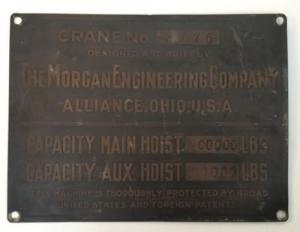 CRANE No
DESIGNED AND BUILT BY
THE MORGAN ENGINEERING COMPANY
ALLIANCE, OHIO, U.S.A
CAPACITY MAIN HOIST 60000 LBS
CAPACITY AUX. HOIST LBS
THIS MACHINE IS THOROUGHLY PROTECTED BY BROAD
UNITED STATES AND FOREIGN PATENTS